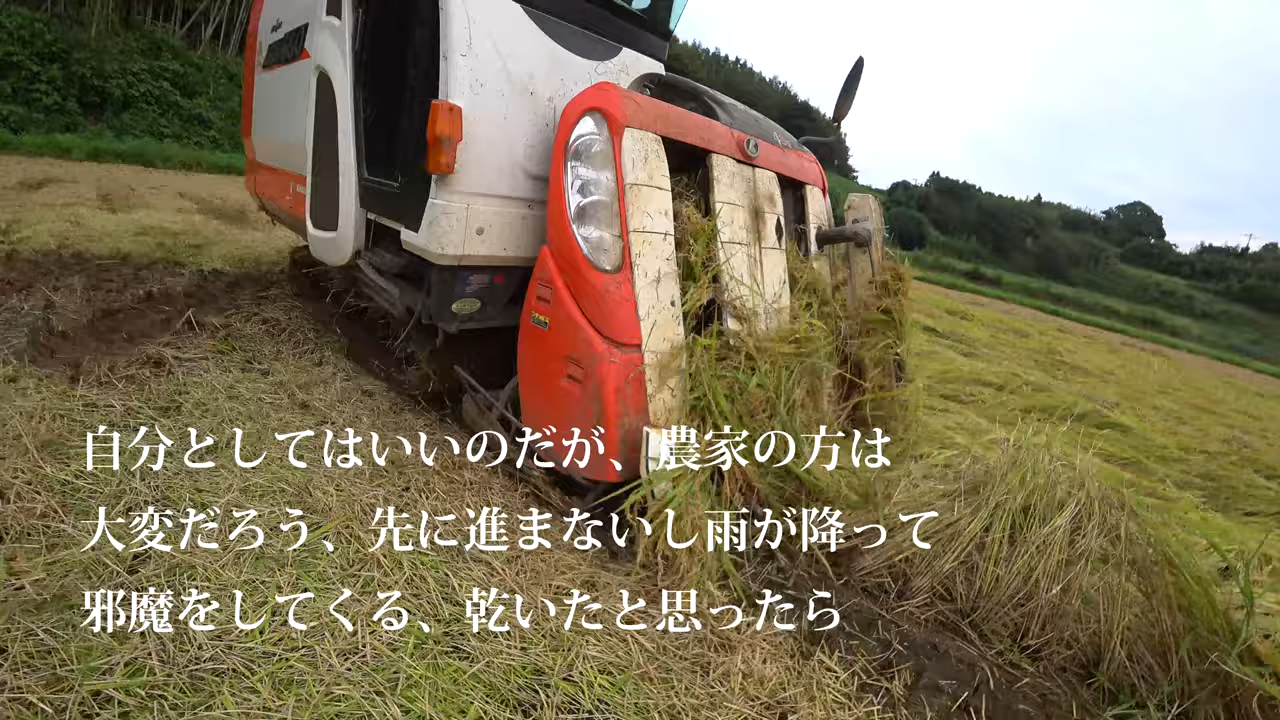 自分としてはいいのだが、農家の方は
大変だろう、先に進まないし雨が降って
邪魔をしてくる、乾いたと思ったら